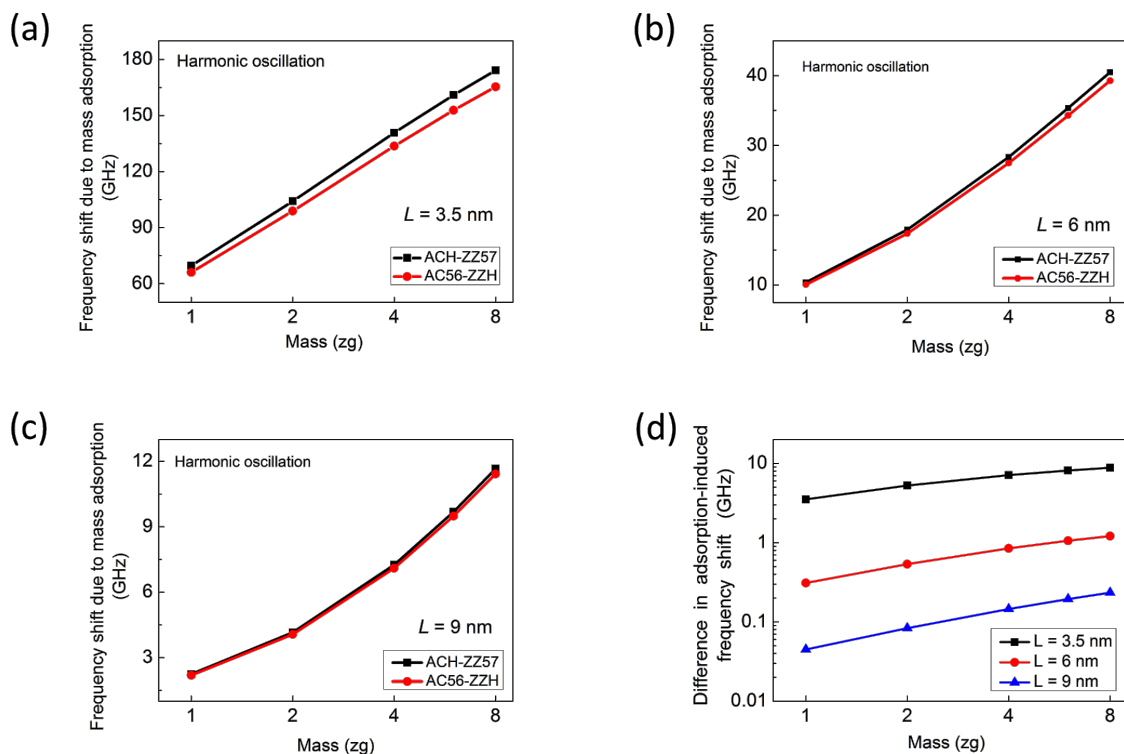 (a)
Frequency shift due to mass adsorption
(GHz)
180
150
120
90
60
Harmonic oscillation
L = 3.5 nm
ACH-ZZ57
AC56-ZZH
1 2 4 8
Mass (zg)
(b)
Frequency shift due to mass adsorption
(GHz)
40
30
20
10
Harmonic oscillation
L = 6 nm
ACH-ZZ57
AC56-ZZH
1 2 4 8
Mass (zg)
(c)
Frequency shift due to mass adsorption
(GHz)
12
9
6
3
Harmonic oscillation
L = 9 nm
ACH-ZZ57
AC56-ZZH
1 2 4 8
Mass (zg)
(d)
Difference in adsorption-induced
frequency shift (GHz)
10
1
0.1
0.01
L = 3.5 nm
L = 6 nm
L = 9 nm
1 2 4 8
Mass (zg)